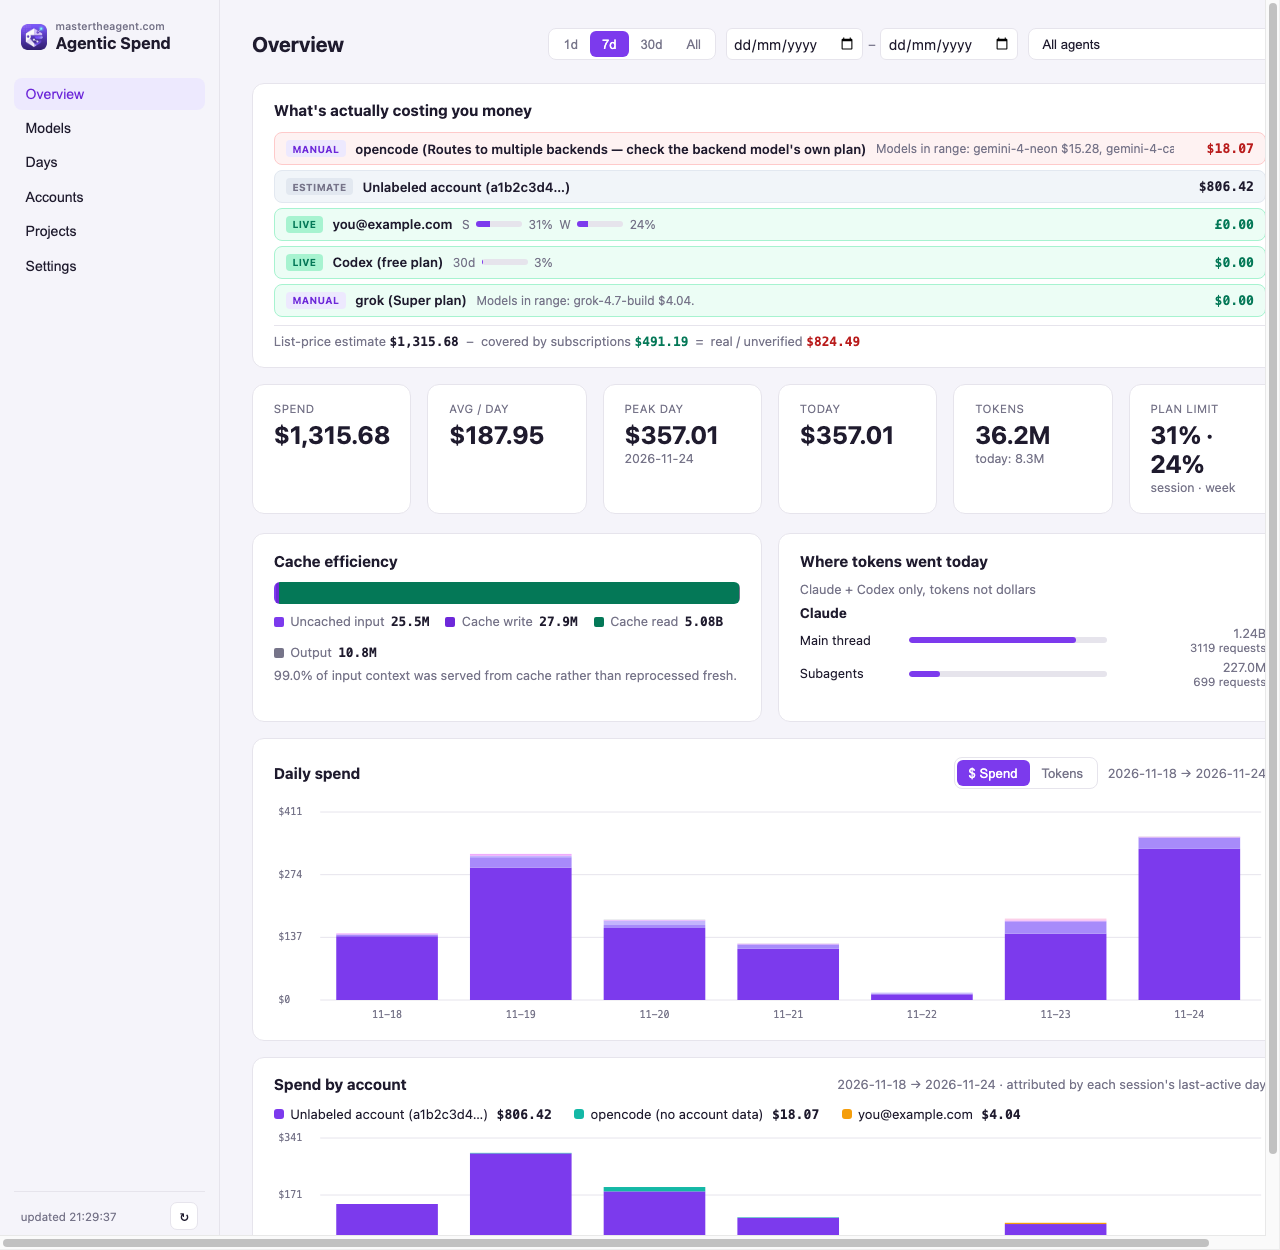 mastertheagent.com
Agentic Spend
Overview
Models
Days
Accounts
Projects
Settings
updated 21:29:37
↻
Overview
1d 7d 30d All dd/mm/yyyy – dd/mm/yyyy All agents
What's actually costing you money
MANUAL opencode (Routes to multiple backends — check the backend model's own plan) Models in range: gemini-4-neon $15.28, gemini-4-ca $18.07
ESTIMATE Unlabeled account (a1b2c3d4...) $806.42
LIVE you@example.com S 31% W 24% £0.00
LIVE Codex (free plan) 30d 3% $0.00
MANUAL grok (Super plan) Models in range: grok-4.7-build $4.04. $0.00
List-price estimate $1,315.68 – covered by subscriptions $491.19 = real / unverified $824.49
SPEND
$1,315.68
AVG / DAY
$187.95
PEAK DAY
$357.01
2026-11-24
TODAY
$357.01
TOKENS
36.2M
today: 8.3M
PLAN LIMIT
31% ·
24%
session · week
Cache efficiency
Uncached input 25.5M Cache write 27.9M Cache read 5.08B
Output 10.8M
99.0% of input context was served from cache rather than reprocessed fresh.
Where tokens went today
Claude + Codex only, tokens not dollars
Claude
Main thread 1.24B
3119 requests
Subagents 227.0M
699 requests
Daily spend
$ Spend Tokens 2026-11-18 → 2026-11-24
$411
$274
$137
$0
11-18 11-19 11-20 11-21 11-22 11-23 11-24
Spend by account
2026-11-18 → 2026-11-24 · attributed by each session's last-active day
Unlabeled account (a1b2c3d4...) $806.42 opencode (no account data) $18.07 you@example.com $4.04
$341
$171